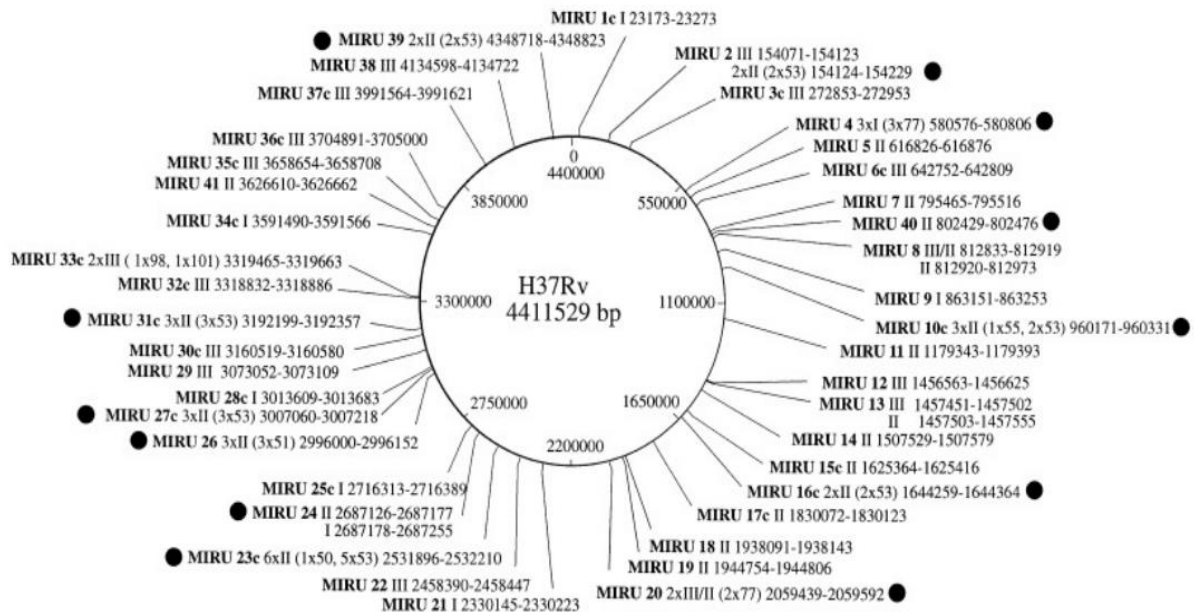 MIRU 1c I 23173-23273
MIRU 2 III 154071-154123
2xII (2x53) 154124-154229
MIRU 3c III 272853-272953
MIRU 4 3xI (3x77) 580576-580806
MIRU 5 II 616826-616876
MIRU 6c III 642752-642809
MIRU 7 II 795465-795516
MIRU 40 II 802429-802476
MIRU 8 III/II 812833-812919
II 812920-812973
MIRU 9 I 863151-863253
MIRU 10c 3xII (1x55, 2x53) 960171-960331
MIRU 11 II 1179343-1179393
MIRU 12 III 1456563-1456625
MIRU 13 III 1457451-1457502
II 1457503-1457555
MIRU 14 II 1507529-1507579
MIRU 15c II 1625364-1625416
MIRU 16c 2xII (2x53) 1644259-1644364
MIRU 17c II 1830072-1830123
MIRU 18 II 1938091-1938143
MIRU 19 II 1944754-1944806
MIRU 20 2xIII/II (2x77) 2059439-2059592
MIRU 21 I 2330145-2330223
MIRU 22 III 2458390-2458447
MIRU 23c 6xII (1x50, 5x53) 2531896-2532210
MIRU 24 II 2687126-2687177
I 2687178-2687255
MIRU 25c I 2716313-2716389
MIRU 26 3xII (3x51) 2996000-2996152
MIRU 27c 3xII (3x53) 3007060-3007218
MIRU 28c I 3013609-3013683
MIRU 29 III 3073052-3073109
MIRU 30c III 3160519-3160580
MIRU 31c 3xII (3x53) 3192199-3192357
MIRU 32c III 3318832-3318886
MIRU 33c 2xIII ( 1x98, 1x101) 3319465-3319663
MIRU 34c I 3591490-3591566
MIRU 41 II 3626610-3626662
MIRU 35c III 3658654-3658708
MIRU 36c III 3704891-3705000
MIRU 37c III 3991564-3991621
MIRU 38 III 4134598-4134722
MIRU 39 2xII (2x53) 4348718-4348823
0
4400000
550000
1100000
1650000
2200000
2750000
3300000
3850000
H37Rv
4411529 bp